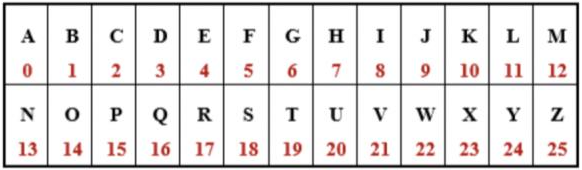 A B C D E F G H I J K L M
0 1 2 3 4 5 6 7 8 9 10 11 12
N O P Q R S T U V W X Y Z
13 14 15 16 17 18 19 20 21 22 23 24 25